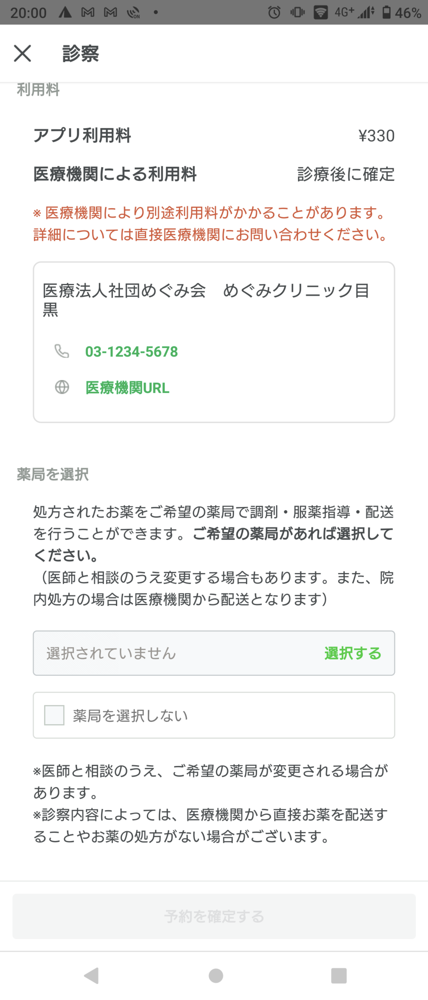 20:00 ON 4G+ 46%
診察
利用料
アプリ利用料 ¥330
医療機関による利用料 診療後に確定
※ 医療機関により別途利用料がかかることがあります。
詳細については直接医療機関にお問い合わせください。
医療法人社団めぐみ会　めぐみクリニック目
黒
03-1234-5678
医療機関URL
薬局を選択
処方されたお薬をご希望の薬局で調剤・服薬指導・配送
を行うことができます。ご希望の薬局があれば選択して
ください。
（医師と相談のうえ変更する場合もあります。また、院
内処方の場合は医療機関から配送となります）
選択されていません 選択する
薬局を選択しない
※医師と相談のうえ、ご希望の薬局が変更される場合が
あります。
※診察内容によっては、医療機関から直接お薬を配送す
ることやお薬の処方がない場合がございます。
予約を確定する